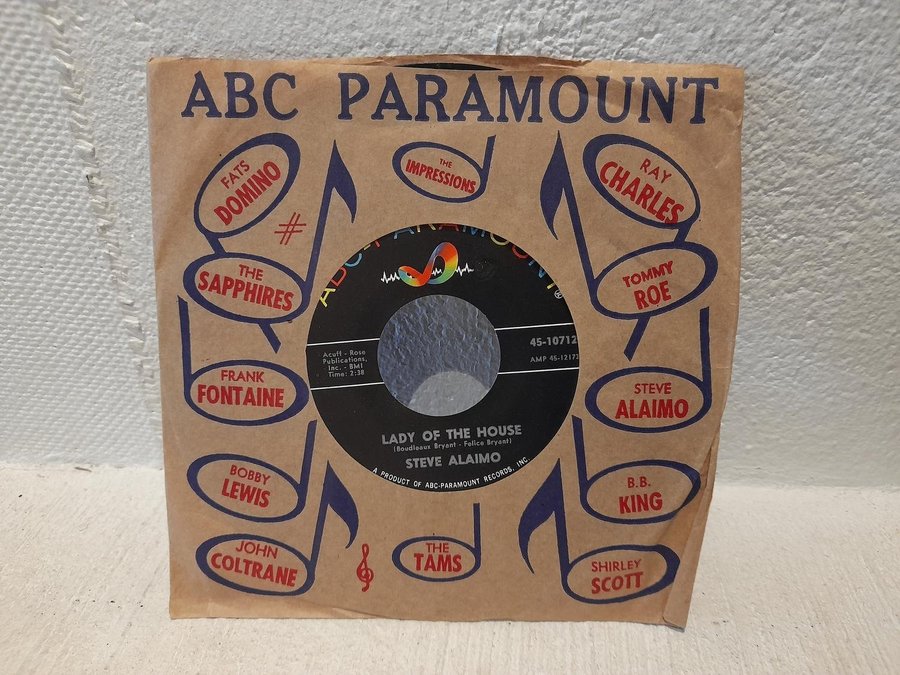 ABC PARAMOUNT
FATS
DOMINO
THE
IMPRESSIONS
RAY
CHARLES
#
THE
SAPPHIRES
TOMMY
ROE
FRANK
FONTAINE
STEVE
ALAIMO
BOBBY
LEWIS
B.B.
KING
JOHN
COLTRANE
THE
TAMS
SHIRLEY
SCOTT
ABC-PARAMOUNT
®
Acuff - Rose
Publications,
Inc. - BMI
Time: 2:38
45-10712
AMP 45-12173
LADY OF THE HOUSE
(Boudleaux Bryant - Felice Bryant)
STEVE ALAIMO
A PRODUCT OF ABC-PARAMOUNT RECORDS, INC.